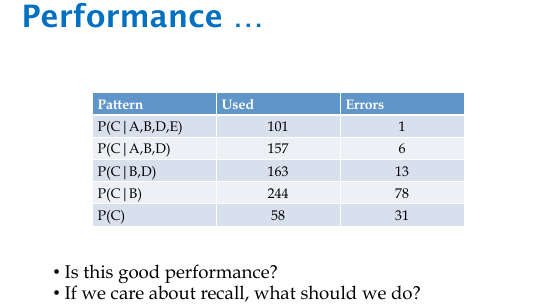 Performance …
Pattern Used Errors
P(C|A,B,D,E) 101 1
P(C|A,B,D) 157 6
P(C|B,D) 163 13
P(C|B) 244 78
P(C) 58 31
• Is this good performance?
• If we care about recall, what should we do?